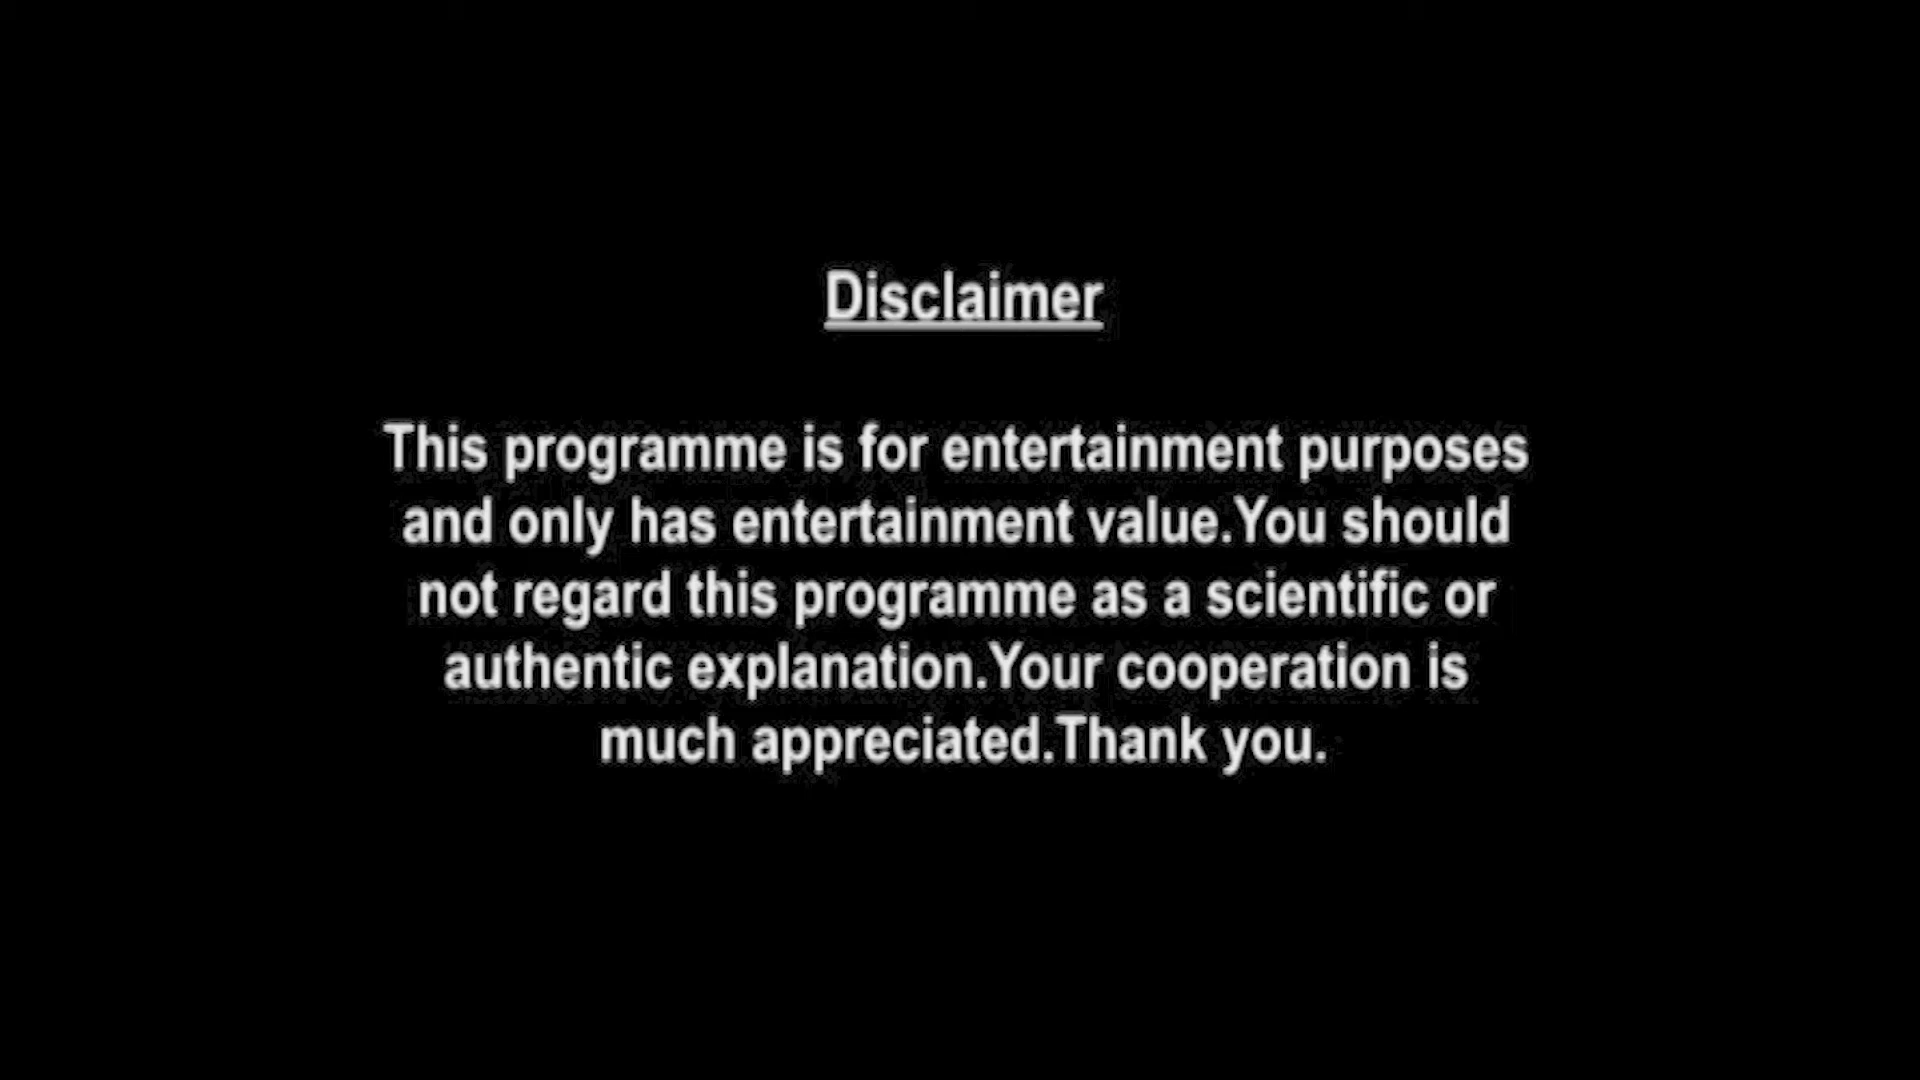 Disclaimer
This programme is for entertainment purposes
and only has entertainment value.You should
not regard this programme as a scientific or
authentic explanation.Your cooperation is
much appreciated.Thank you.